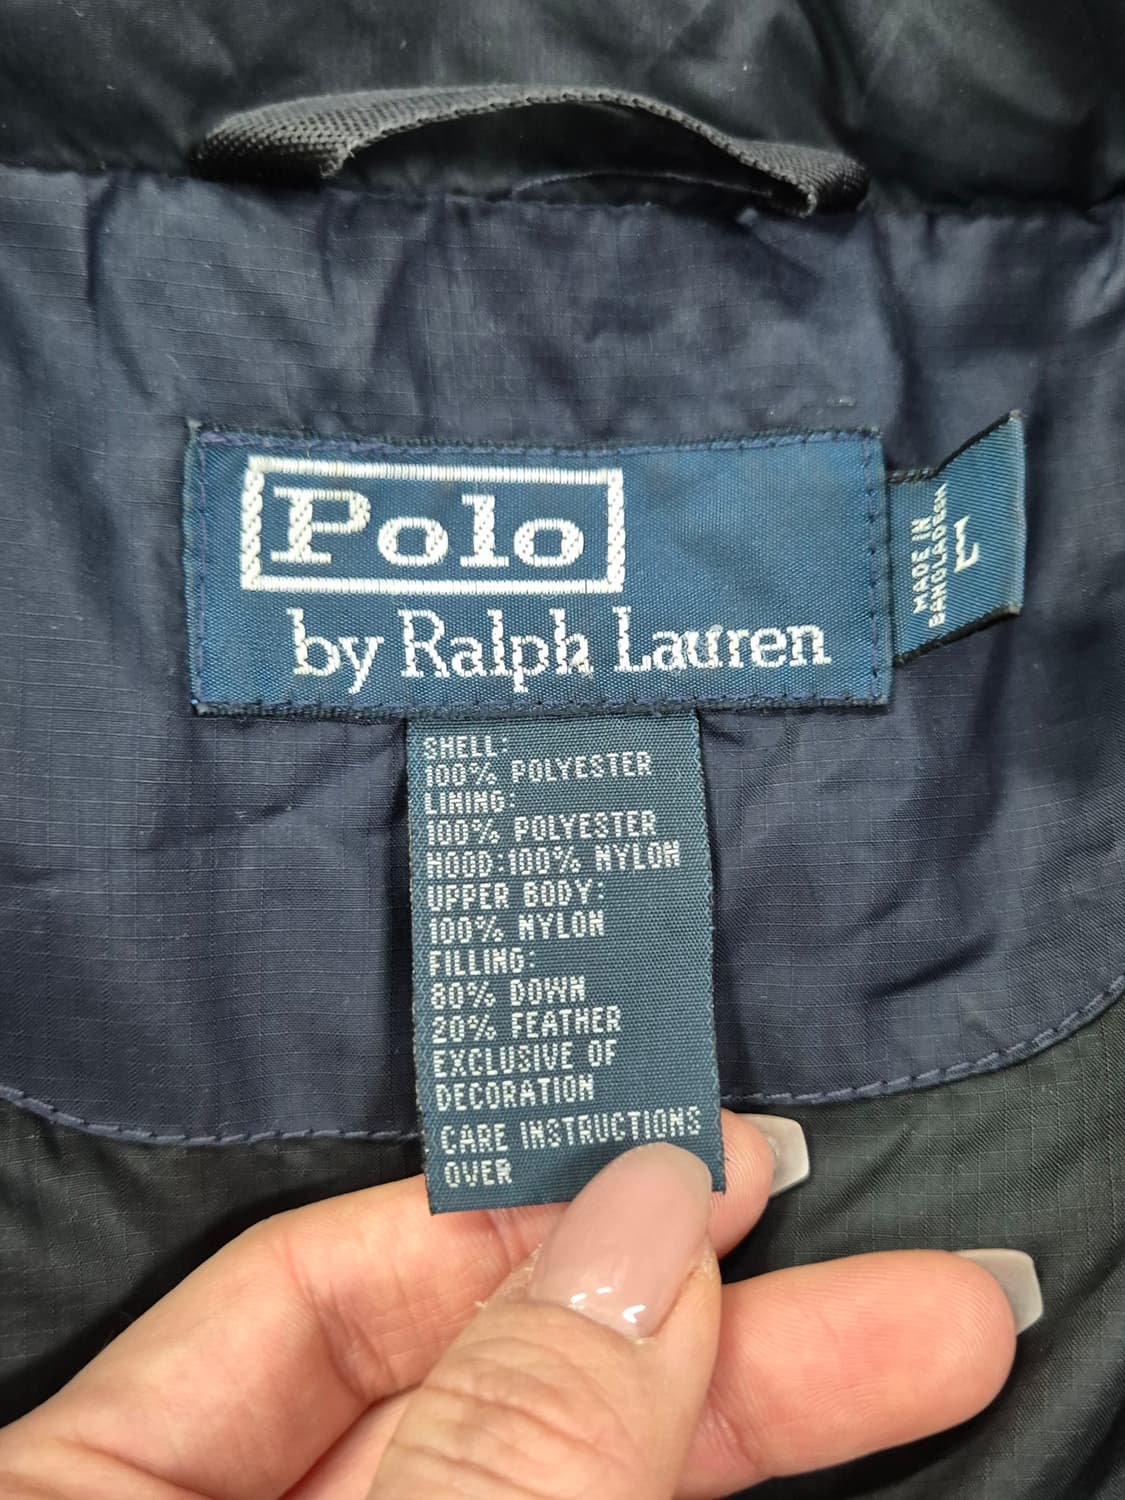 Polo
by Ralph Lauren
MADE IN
BANGLADESH
L
SHELL:
100% POLYESTER
LINING:
100% POLYESTER
HOOD:100% NYLON
UPPER BODY:
100% NYLON
FILLING:
80% DOWN
20% FEATHER
EXCLUSIVE OF
DECORATION
CARE INSTRUCTIONS
OVER